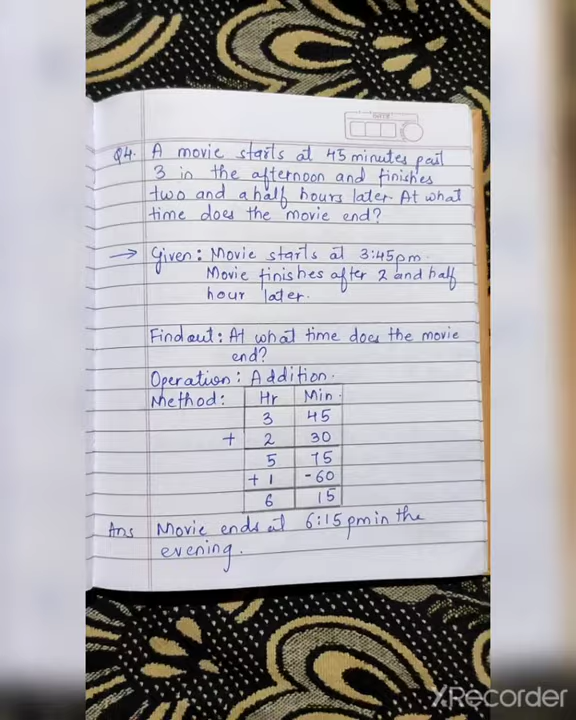 Q4. A movie starts at 45 minutes past
3 in the afternoon and finishes
two and a half hours later. At what
time does the movie end?
→ Given: Movie starts at 3:45pm.
Movie finishes after 2 and half
hour later.
Find out: At what time does the movie
end?
Operation: Addition.
Method: Hr Min.
3 45
+ 2 30
5 75
+1 -60
6 15
Ans Movie ends at 6:15 pm in the
evening.
XRecorder